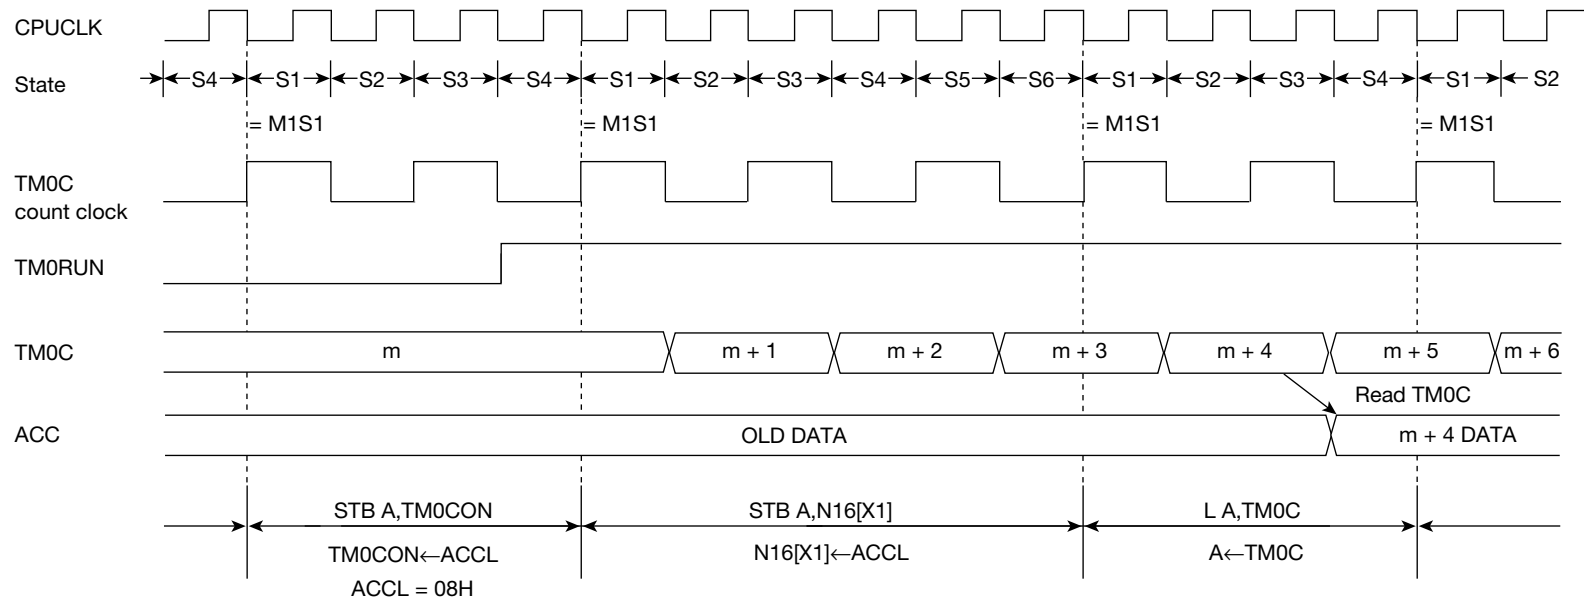 CPUCLK
State
S4 S1 S2 S3 S4 S1 S2 S3 S4 S5 S6 S1 S2 S3 S4 S1 S2
= M1S1 = M1S1 = M1S1 = M1S1
TM0C
count clock
TM0RUN
TM0C
m m + 1 m + 2 m + 3 m + 4 m + 5 m + 6
Read TM0C
ACC
OLD DATA m + 4 DATA
STB A,TM0CON STB A,N16[X1] L A,TM0C
TM0CON←ACCL N16[X1]←ACCL A←TM0C
ACCL = 08H